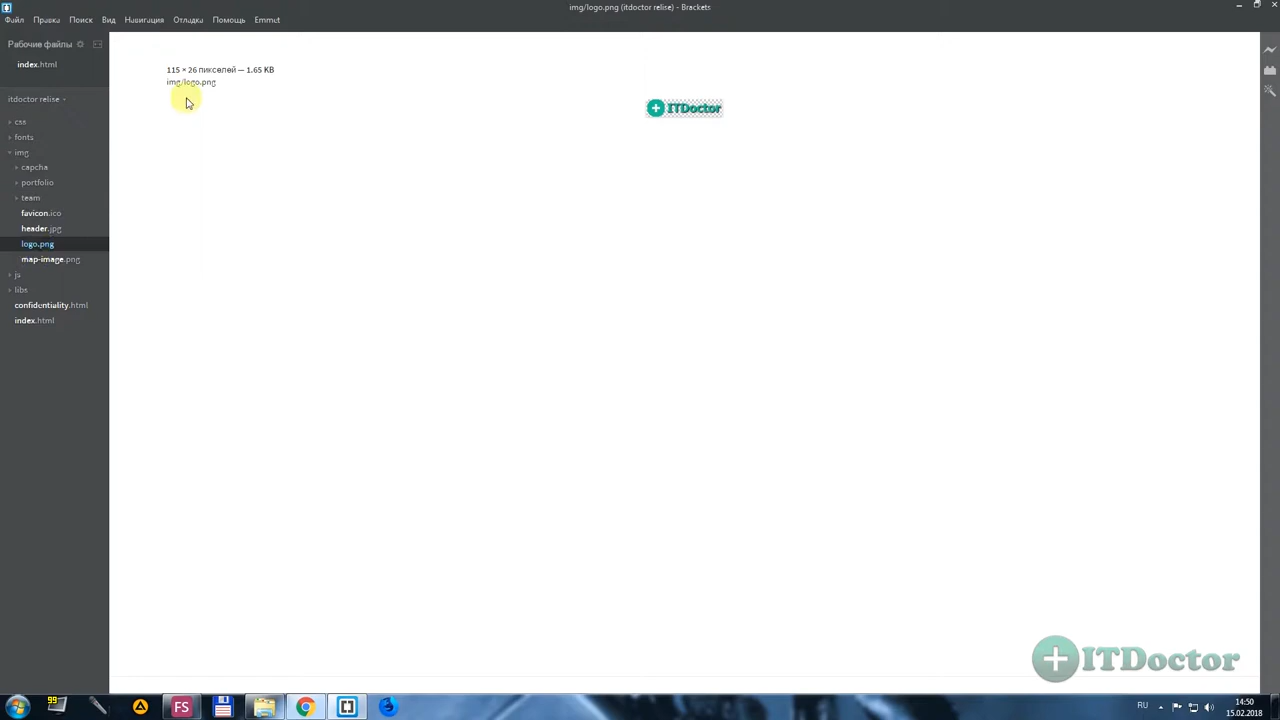 img/logo.png (itdoctor relise) - Brackets
Файл Правка Поиск Вид Навигация Отладка Помощь Emmet
Рабочие файлы
index.html
itdoctor relise
css
fonts
img
capcha
portfolio
team
favicon.ico
header.jpg
logo.png
map-image.png
js
libs
confidentiality.html
index.html
115 × 26 пикселей — 1.65 KB
img/logo.png
ITDoctor
ITDoctor
99
FS
RU
14:50
15.02.2018